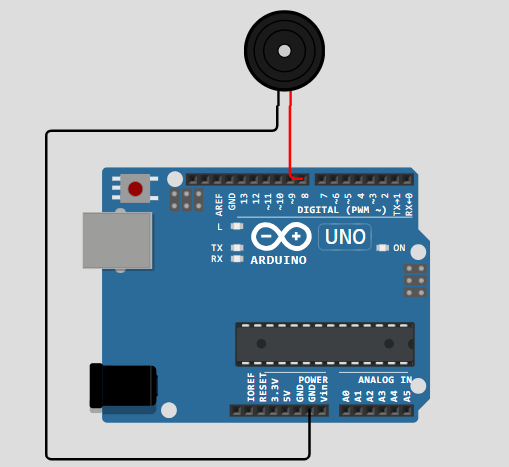 AREF
GND
13
12
~11
~10
~9
8
7
~6
~5
4
~3
2
TX→1
RX←0
DIGITAL (PWM ~)
L
TX
RX
UNO
ON
ARDUINO
IOREF
RESET
3.3V
5V
GND
GND
Vin
POWER
ANALOG IN
A0
A1
A2
A3
A4
A5